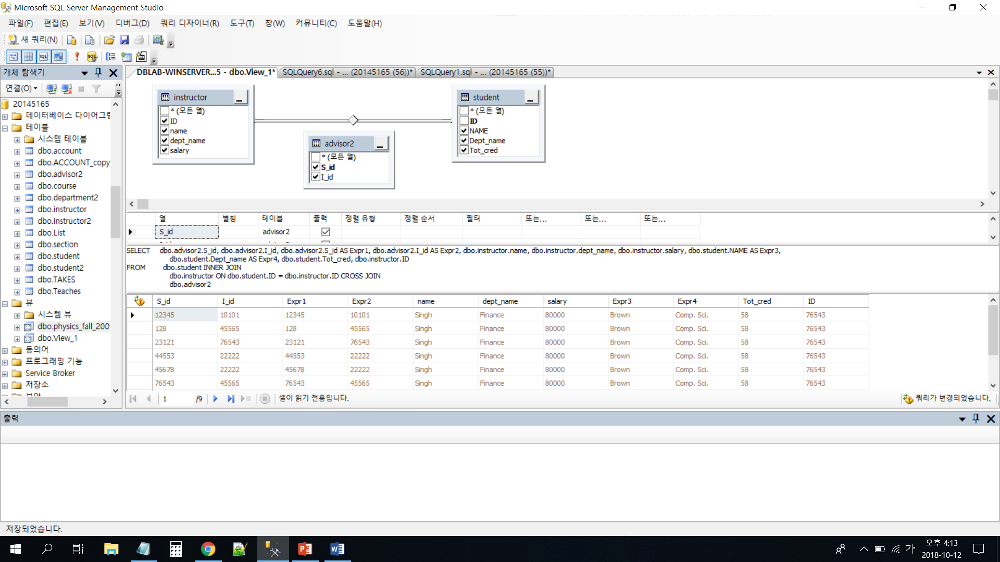 Microsoft SQL Server Management Studio
파일(F) 편집(E) 보기(V) 디버그(D) 쿼리 디자이너(R) 도구(T) 창(W) 커뮤니티(C) 도움말(H)
새 쿼리(N)
개체 탐색기
연결(O)
20145165
데이터베이스 다이어그램
테이블
시스템 테이블
dbo.account
dbo.ACCOUNT_copy
dbo.advisor2
dbo.course
dbo.department2
dbo.instructor
dbo.instructor2
dbo.List
dbo.section
dbo.student
dbo.student2
dbo.TAKES
dbo.Teaches
뷰
시스템 뷰
dbo.physics_fall_200
dbo.View_1
동의어
프로그래밍 기능
Service Broker
저장소
보안
DBLAB-WINSERVER...5 - dbo.View_1* SQLQuery6.sql - ... (20145165 (56))* SQLQuery1.sql - ... (20145165 (55))*
instructor
* (모든 열)
ID
name
dept_name
salary
advisor2
* (모든 열)
S_id
I_id
student
* (모든 열)
ID
NAME
Dept_name
Tot_cred
열 별칭 테이블 출력 정렬 유형 정렬 순서 필터 또는... 또는... 또는...
S_id advisor2
SELECT dbo.advisor2.S_id, dbo.advisor2.I_id, dbo.advisor2.S_id AS Expr1, dbo.advisor2.I_id AS Expr2, dbo.instructor.name, dbo.instructor.dept_name, dbo.instructor.salary, dbo.student.NAME AS Expr3,
dbo.student.Dept_name AS Expr4, dbo.student.Tot_cred, dbo.instructor.ID
FROM dbo.student INNER JOIN
dbo.instructor ON dbo.student.ID = dbo.instructor.ID CROSS JOIN
dbo.advisor2
S_id I_id Expr1 Expr2 name dept_name salary Expr3 Expr4 Tot_cred ID
12345 10101 12345 10101 Singh Finance 80000 Brown Comp. Sci. 58 76543
128 45565 128 45565 Singh Finance 80000 Brown Comp. Sci. 58 76543
23121 76543 23121 76543 Singh Finance 80000 Brown Comp. Sci. 58 76543
44553 22222 44553 22222 Singh Finance 80000 Brown Comp. Sci. 58 76543
45678 22222 45678 22222 Singh Finance 80000 Brown Comp. Sci. 58 76543
76543 45565 76543 45565 Singh Finance 80000 Brown Comp. Sci. 58 76543
1 /9 셀이 읽기 전용입니다. 쿼리가 변경되었습니다.
출력
저장되었습니다.
가
오후 4:13
2018-10-12